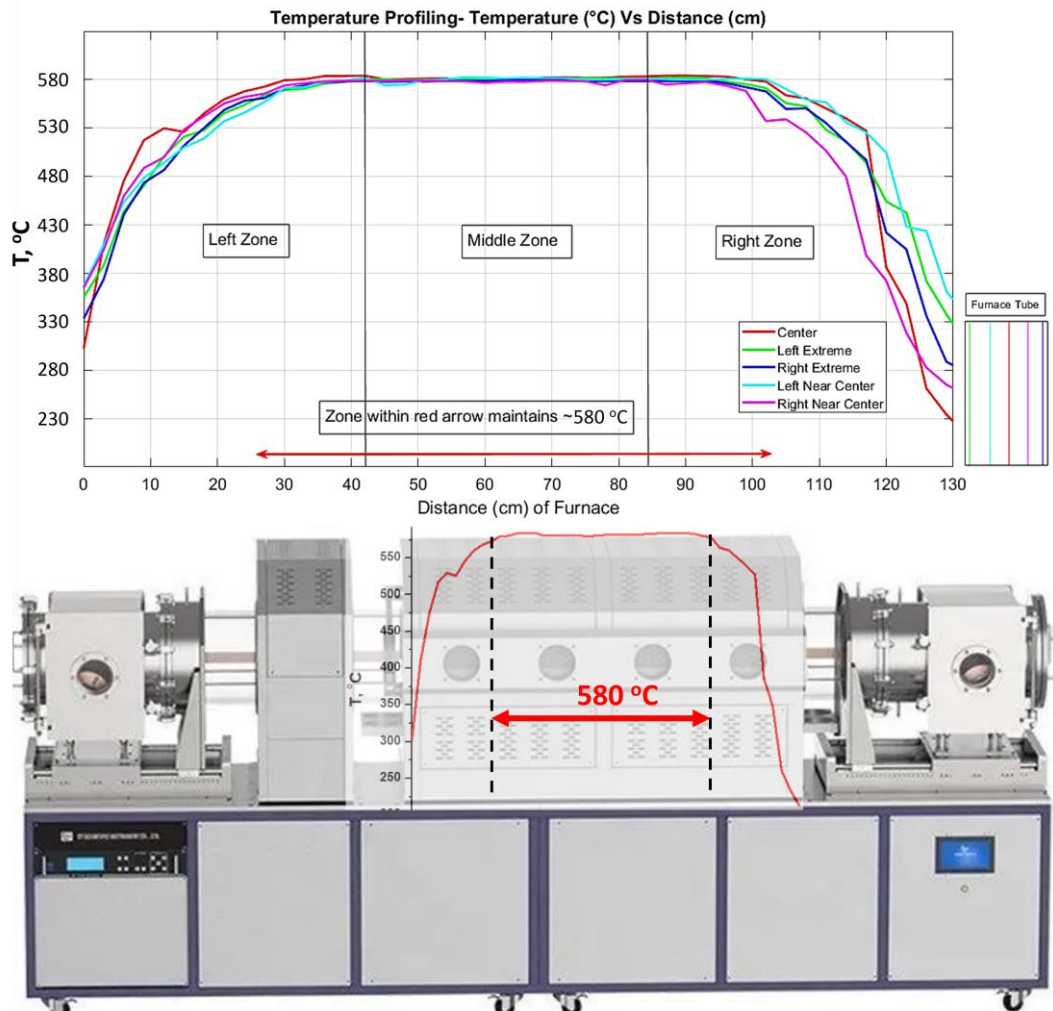 Temperature Profiling- Temperature (°C) Vs Distance (cm)
580
530
480
430
380
330
280
230
T, ºC
Left Zone
Middle Zone
Right Zone
Center
Left Extreme
Right Extreme
Left Near Center
Right Near Center
Furnace Tube
Zone within red arrow maintains ~580 ºC
0 10 20 30 40 50 60 70 80 90 100 110 120 130
Distance (cm) of Furnace
550
500
450
400
350
300
250
T, °C
580 ºC